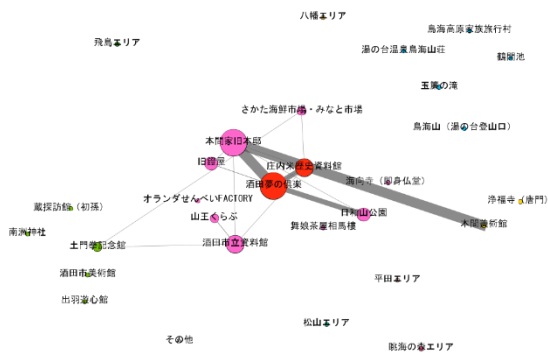 八幡エリア
鳥海高原家族旅行村
飛鳥エリア
湯の台温泉鳥海山荘
鶴間池
玉簾の滝
さかた海鮮市場・みなと市場
鳥海山（湯の台登山口）
本間家旧本邸
旧鐙屋
庄内米歴史資料館
酒田夢の倶楽
海向寺（即身仏堂）
オランダせんべいFACTORY
浄福寺（唐門）
蔵探訪館（初孫）
山王くらぶ
日和山公園
南洲神社
舞娘茶屋相馬樓
本間美術館
土門拳記念館
酒田市立資料館
酒田市美術館
平田エリア
出羽遊心館
松山エリア
その他
眺海の森エリア